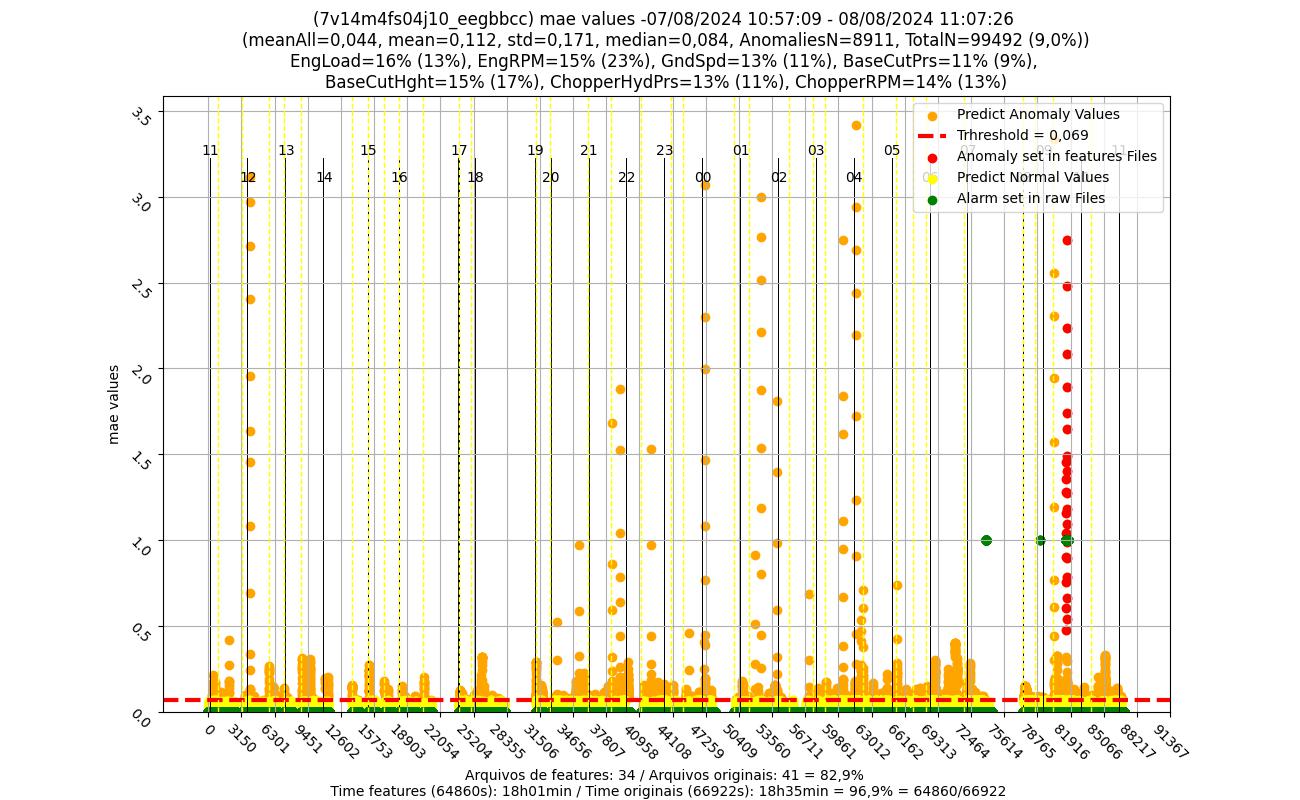 (7v14m4fs04j10_eegbbcc) mae values -07/08/2024 10:57:09 - 08/08/2024 11:07:26
(meanAll=0,044, mean=0,112, std=0,171, median=0,084, AnomaliesN=8911, TotalN=99492 (9,0%))
EngLoad=16% (13%), EngRPM=15% (23%), GndSpd=13% (11%), BaseCutPrs=11% (9%),
BaseCutHght=15% (17%), ChopperHydPrs=13% (11%), ChopperRPM=14% (13%)
3.5
3.0
2.5
2.0
1.5
1.0
0.5
0.0
mae values
Predict Anomaly Values
Trhreshold = 0,069
Anomaly set in features Files
Predict Normal Values
Alarm set in raw Files
11 13 15 17 19 21 23 01 03 05 07 09 11
12 14 16 18 20 22 00 02 04
0 3150 6301 9451 12602 15753 18903 22054 25204 28355 31506 34656 37807 40958 44108 47259 50409 53560 56711 59861 63012 66162 69313 72464 75614 78765 81916 85066 88217 91367
Arquivos de features: 34 / Arquivos originais: 41 = 82,9%
Time features (64860s): 18h01min / Time originais (66922s): 18h35min = 96,9% = 64860/66922